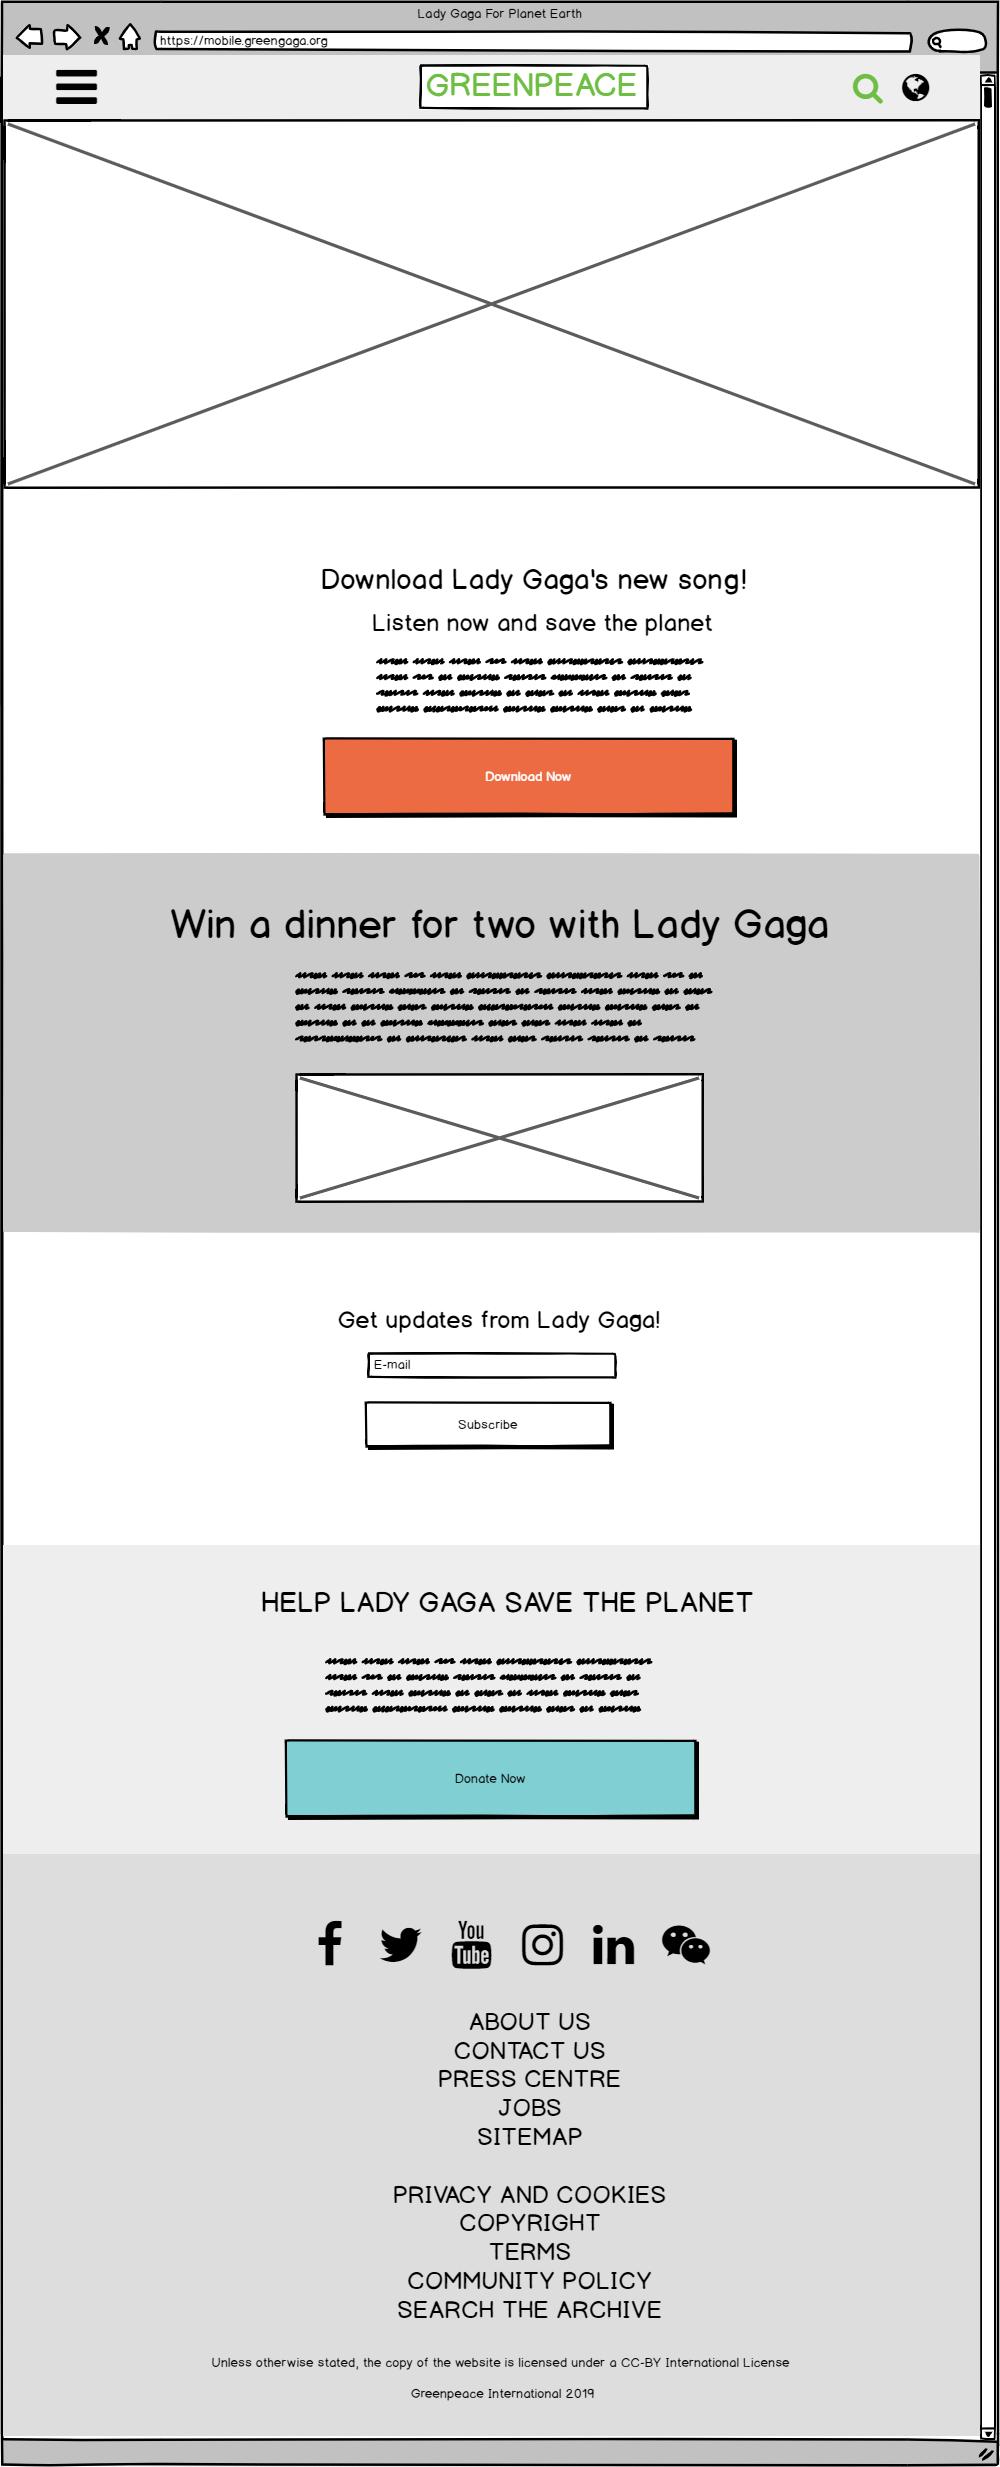 Lady Gaga For Planet Earth
https://mobile.greengaga.org
GREENPEACE
Download Lady Gaga's new song!
Listen now and save the planet
Download Now
Win a dinner for two with Lady Gaga
Get updates from Lady Gaga!
E-mail
Subscribe
HELP LADY GAGA SAVE THE PLANET
Donate Now
You
Tube
ABOUT US
CONTACT US
PRESS CENTRE
JOBS
SITEMAP
PRIVACY AND COOKIES
COPYRIGHT
TERMS
COMMUNITY POLICY
SEARCH THE ARCHIVE
Unless otherwise stated, the copy of the website is licensed under a CC-BY International License
Greenpeace International 2019